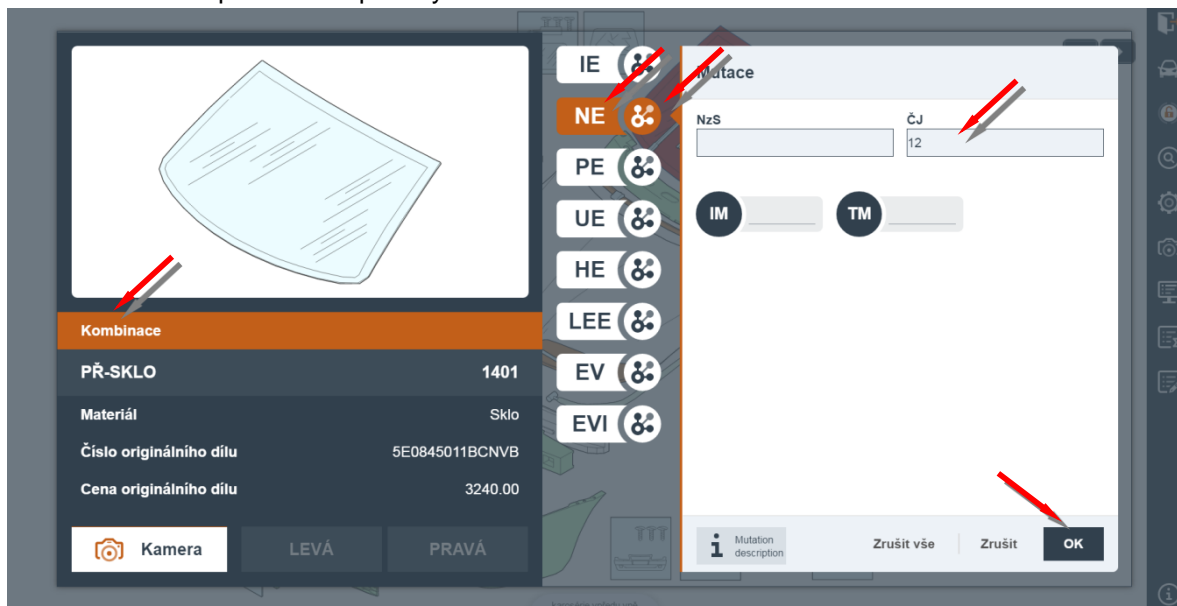 Kombinace
PŘ-SKLO 1401
Materiál Sklo
Číslo originálního dílu 5E0845011BCNVB
Cena originálního dílu 3240.00
Kamera LEVÁ PRAVÁ
IE
NE
PE
UE
HE
LEE
EV
EVI
Mutace
NzS ČJ
12
IM TM
i Mutation description
Zrušit vše Zrušit OK